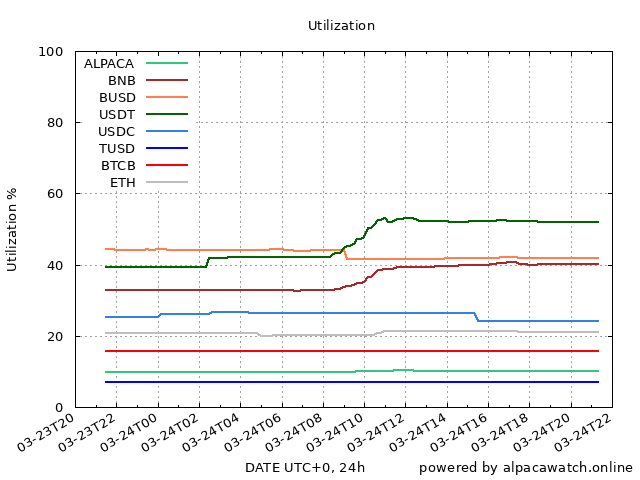 Utilization
100
80
60
40
20
0
Utilization %
ALPACA
BNB
BUSD
USDT
USDC
TUSD
BTCB
ETH
03-23T20
03-23T22
03-24T00
03-24T02
03-24T04
03-24T06
03-24T08
03-24T10
03-24T12
03-24T14
03-24T16
03-24T18
03-24T20
03-24T22
DATE UTC+0, 24h
powered by alpacawatch.online